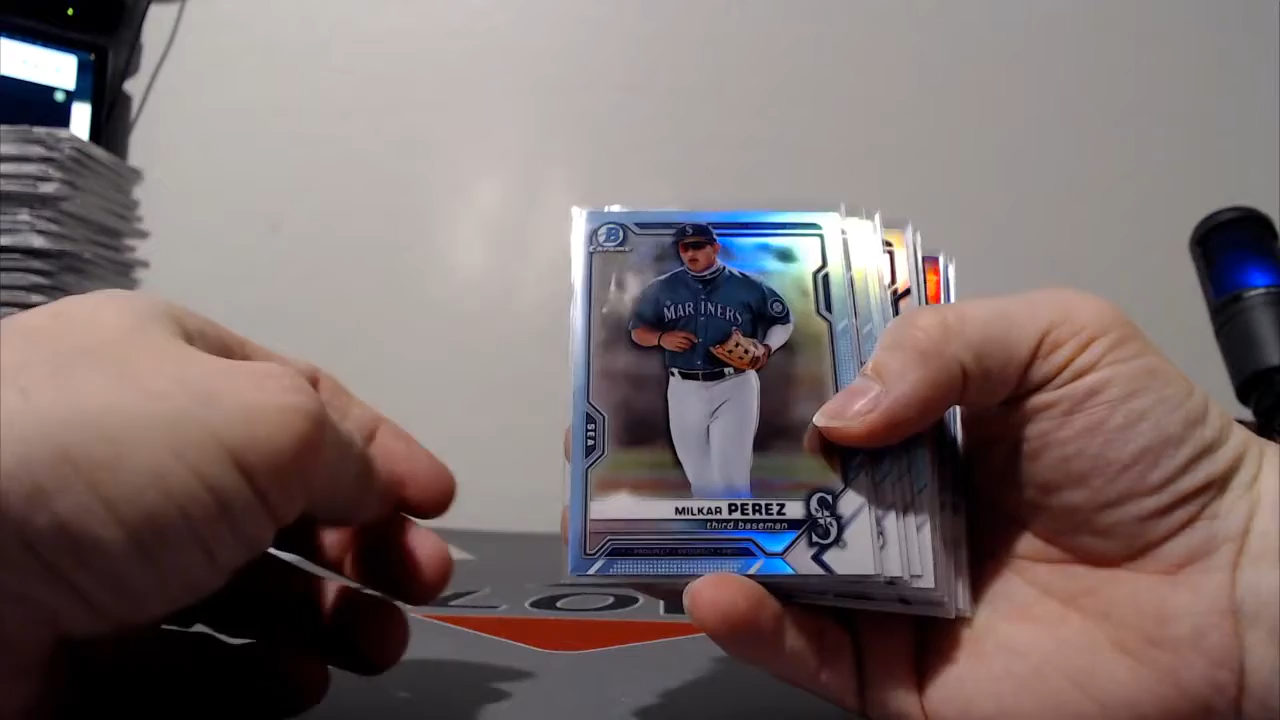 B
CHROME
S
MARINERS
SEA
MILKAR PEREZ
third baseman
S